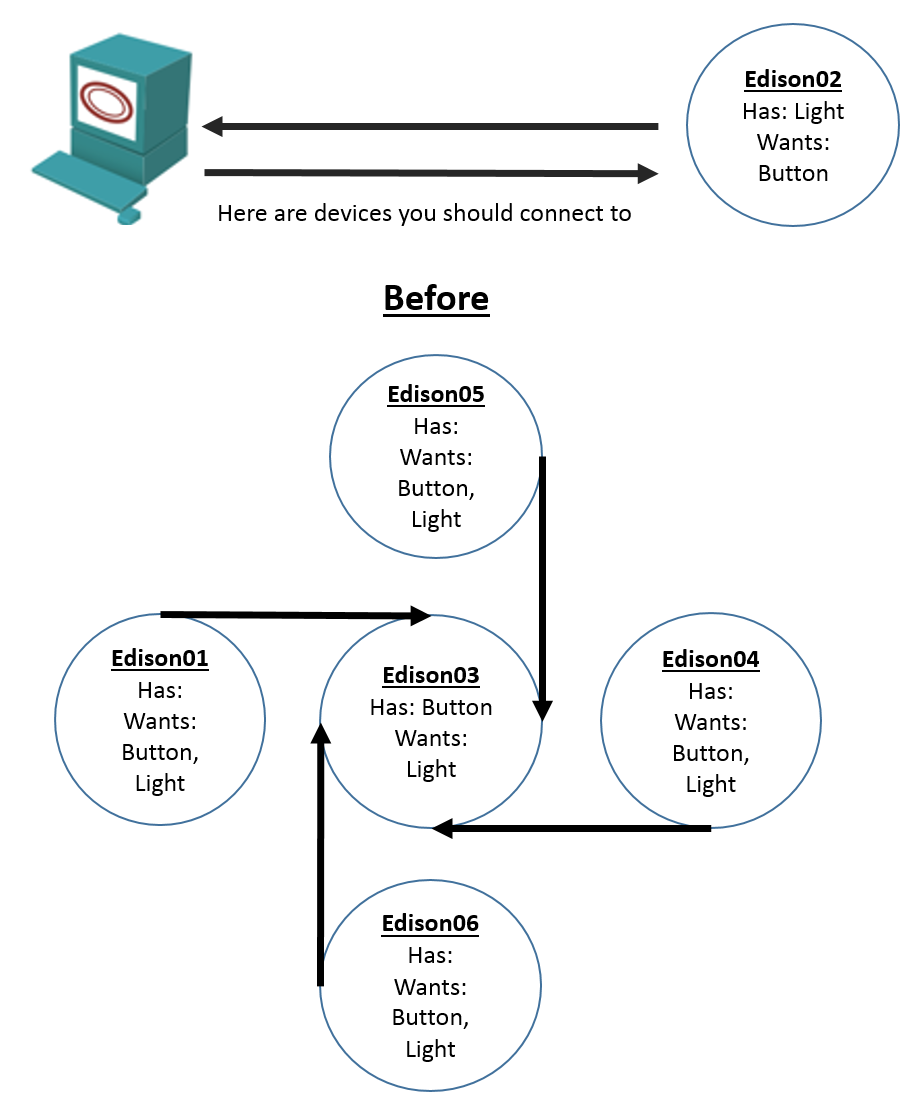 Edison02
Has: Light
Wants:
Button
Here are devices you should connect to
Before
Edison05
Has:
Wants:
Button,
Light
Edison01
Has:
Wants:
Button,
Light
Edison03
Has: Button
Wants:
Light
Edison04
Has:
Wants:
Button,
Light
Edison06
Has:
Wants:
Button,
Light